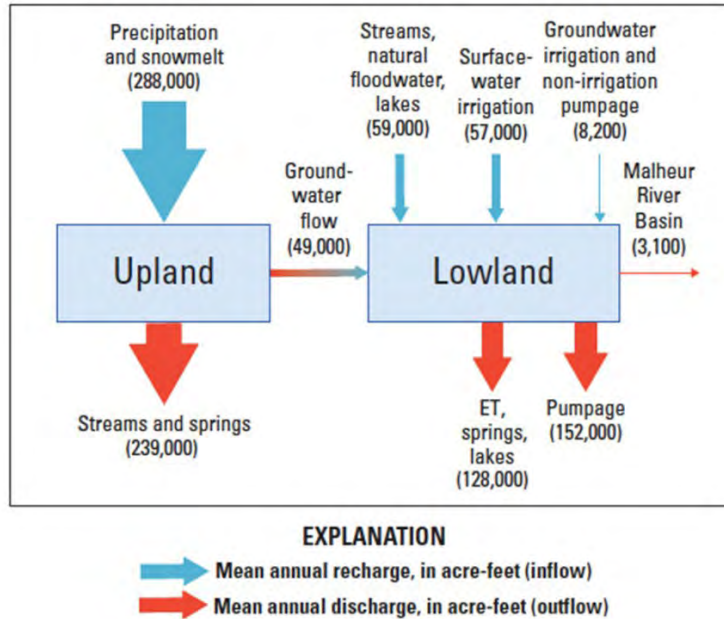 Precipitation
and snowmelt
(288,000)
Streams,
natural
floodwater,
lakes
(59,000)
Surface-
water
irrigation
(57,000)
Groundwater
irrigation and
non-irrigation
pumpage
(8,200)
Ground-
water
flow
(49,000)
Malheur
River
Basin
(3,100)
Upland
Lowland
Streams and springs
(239,000)
ET,
springs,
lakes
(128,000)
Pumpage
(152,000)
EXPLANATION
Mean annual recharge, in acre-feet (inflow)
Mean annual discharge, in acre-feet (outflow)